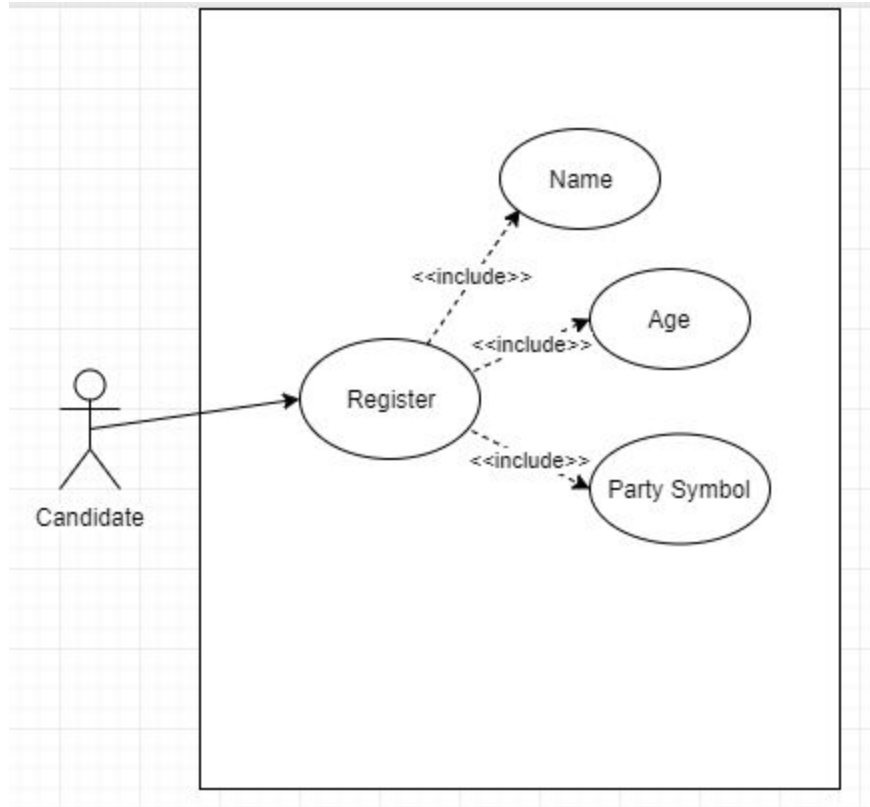 Name
<<include>>
Age
<<include>>
Register
<<include>>
Party Symbol
Candidate